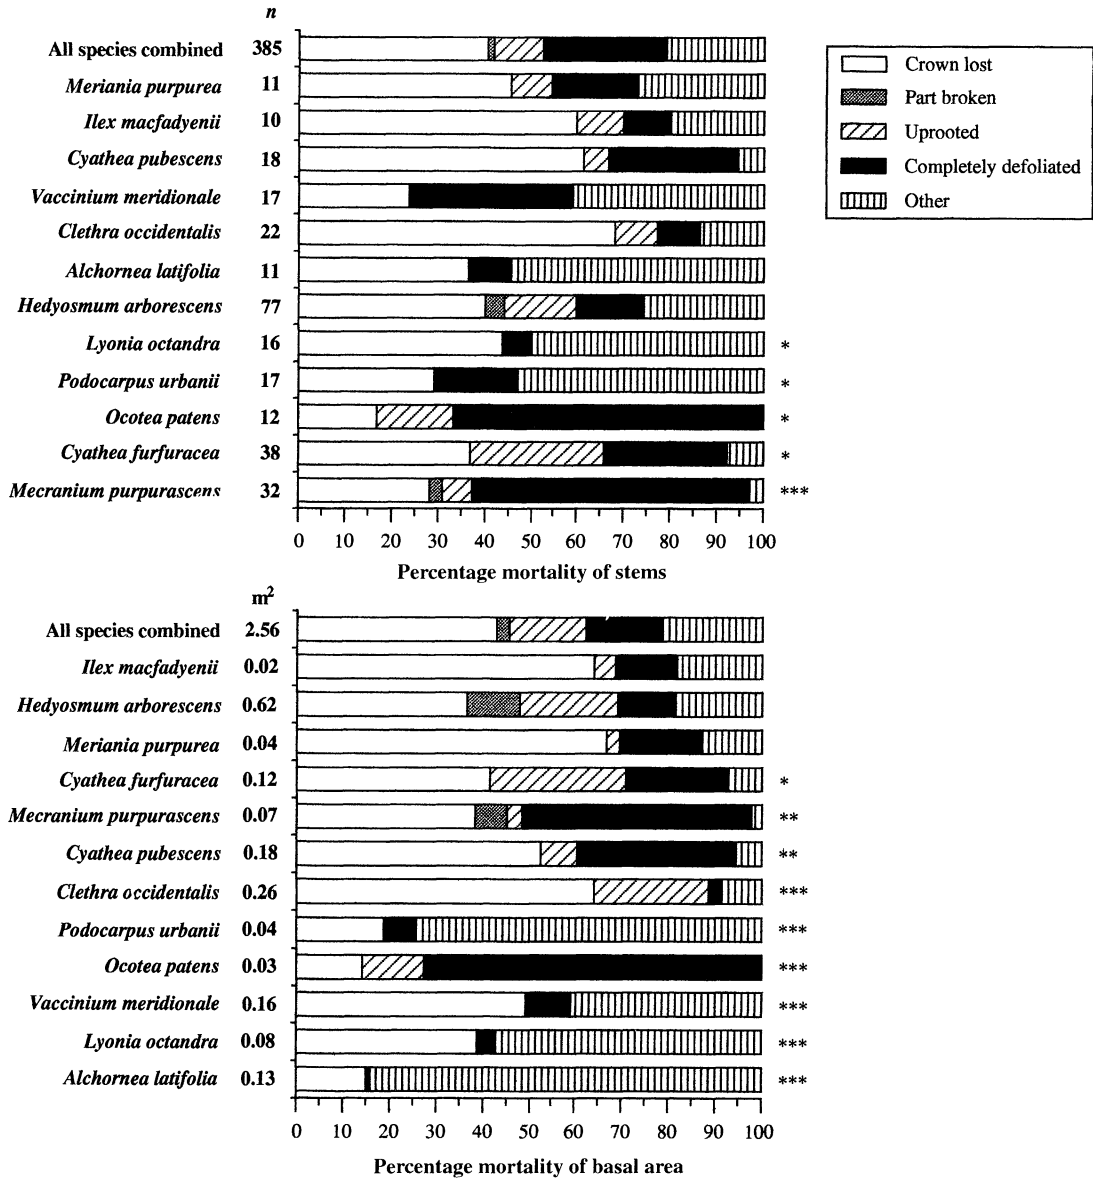 n
All species combined 385
Meriania purpurea 11
Ilex macfadyenii 10
Cyathea pubescens 18
Vaccinium meridionale 17
Clethra occidentalis 22
Alchornea latifolia 11
Hedyosmum arborescens 77
Lyonia octandra 16 *
Podocarpus urbanii 17 *
Ocotea patens 12 *
Cyathea furfuracea 38 *
Mecranium purpurascens 32 ***
0 10 20 30 40 50 60 70 80 90 100
Percentage mortality of stems
Crown lost
Part broken
Uprooted
Completely defoliated
Other
m²
All species combined 2.56
Ilex macfadyenii 0.02
Hedyosmum arborescens 0.62
Meriania purpurea 0.04
Cyathea furfuracea 0.12 *
Mecranium purpurascens 0.07 **
Cyathea pubescens 0.18 **
Clethra occidentalis 0.26 ***
Podocarpus urbanii 0.04 ***
Ocotea patens 0.03 ***
Vaccinium meridionale 0.16 ***
Lyonia octandra 0.08 ***
Alchornea latifolia 0.13 ***
0 10 20 30 40 50 60 70 80 90 100
Percentage mortality of basal area